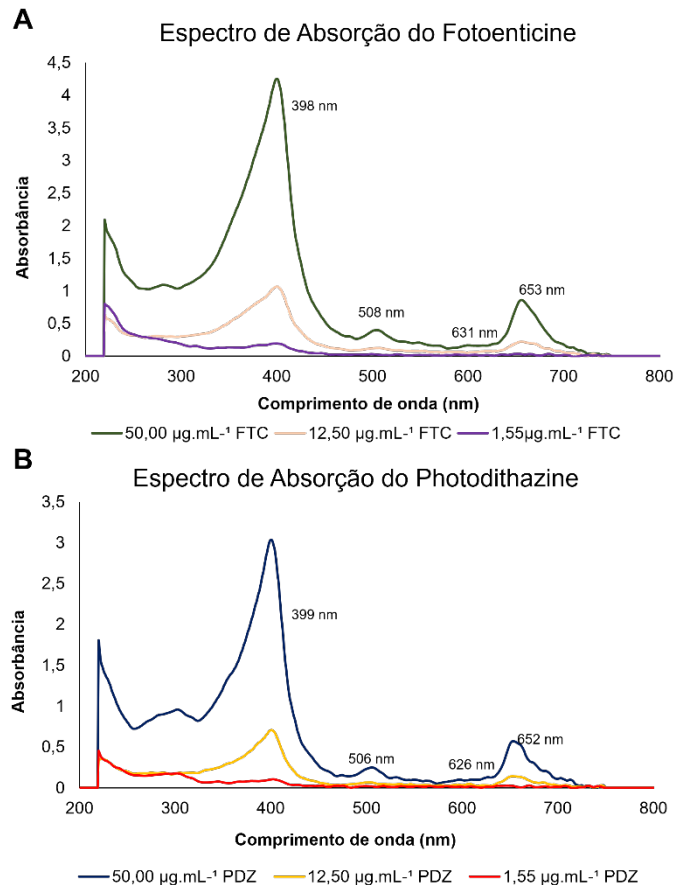 A
Espectro de Absorção do Fotoenticine
4,5
4
3,5
3
2,5
2
1,5
1
0,5
0
Absorbância
398 nm
508 nm
631 nm
653 nm
200 300 400 500 600 700 800
Comprimento de onda (nm)
50,00 µg.mL-¹ FTC 12,50 µg.mL-¹ FTC 1,55µg.mL-¹ FTC
B
Espectro de Absorção do Photodithazine
3,5
3
2,5
2
1,5
1
0,5
0
Absorbância
399 nm
506 nm
626 nm
652 nm
200 300 400 500 600 700 800
Comprimento de onda (nm)
50,00 µg.mL-¹ PDZ 12,50 µg.mL-¹ PDZ 1,55 µg.mL-¹ PDZ